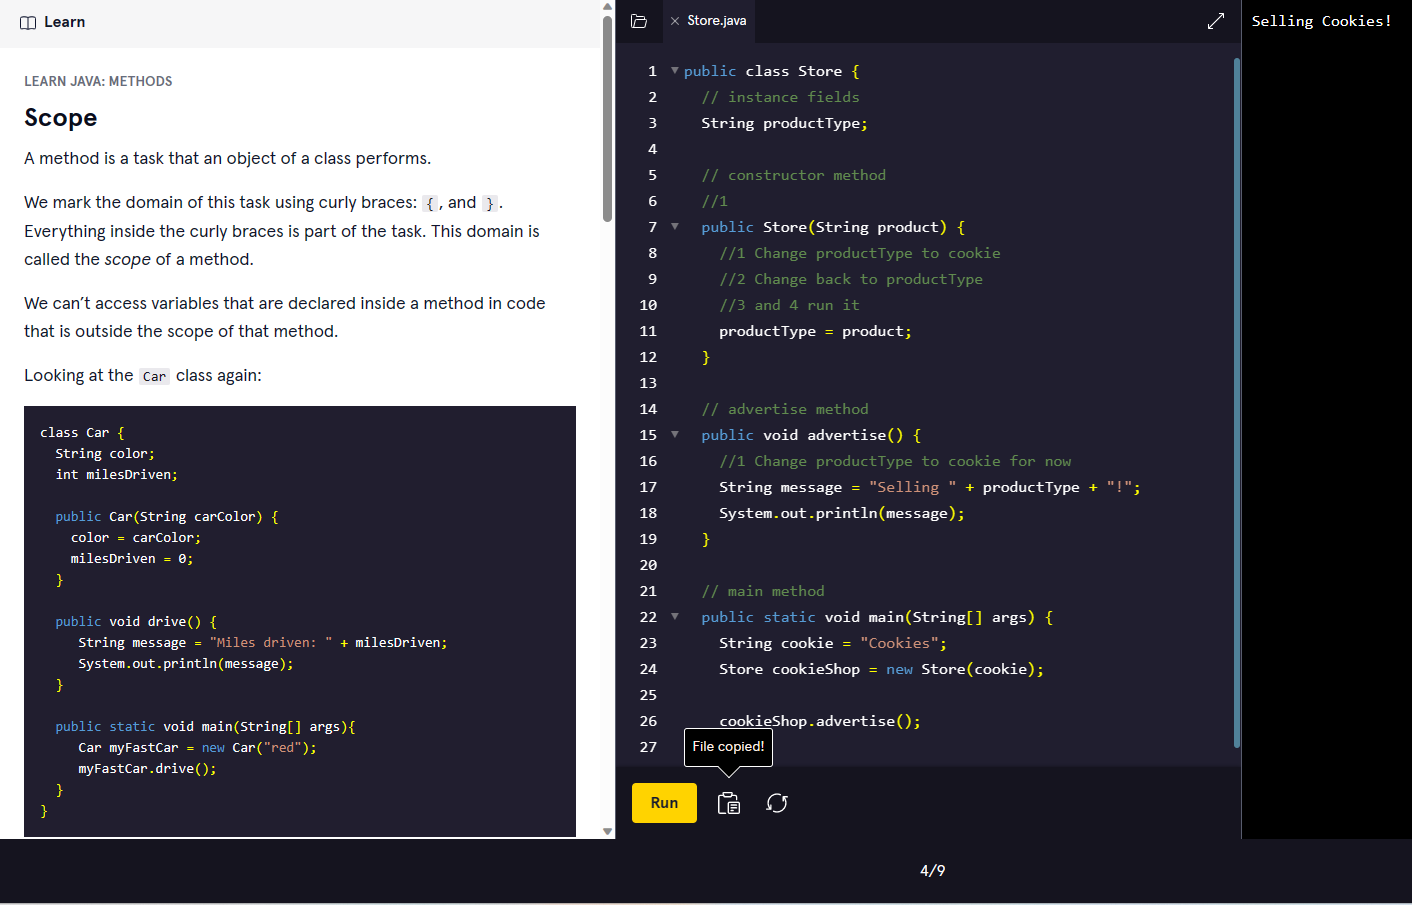 Learn
LEARN JAVA: METHODS
Scope
A method is a task that an object of a class performs.
We mark the domain of this task using curly braces: {, and }.
Everything inside the curly braces is part of the task. This domain is
called the scope of a method.
We can’t access variables that are declared inside a method in code
that is outside the scope of that method.
Looking at the Car class again:
class Car {
  String color;
  int milesDriven;

  public Car(String carColor) {
    color = carColor;
    milesDriven = 0;
  }

  public void drive() {
     String message = "Miles driven: " + milesDriven;
     System.out.println(message);
  }

  public static void main(String[] args){
     Car myFastCar = new Car("red");
     myFastCar.drive();
  }
}
Store.java
1 public class Store {
2   // instance fields
3   String productType;
4
5   // constructor method
6   //1
7   public Store(String product) {
8     //1 Change productType to cookie
9     //2 Change back to productType
10     //3 and 4 run it
11     productType = product;
12   }
13
14   // advertise method
15   public void advertise() {
16     //1 Change productType to cookie for now
17     String message = "Selling " + productType + "!";
18     System.out.println(message);
19   }
20
21   // main method
22   public static void main(String[] args) {
23     String cookie = "Cookies";
24     Store cookieShop = new Store(cookie);
25
26     cookieShop.advertise();
27
File copied!
Run
Selling Cookies!
4/9